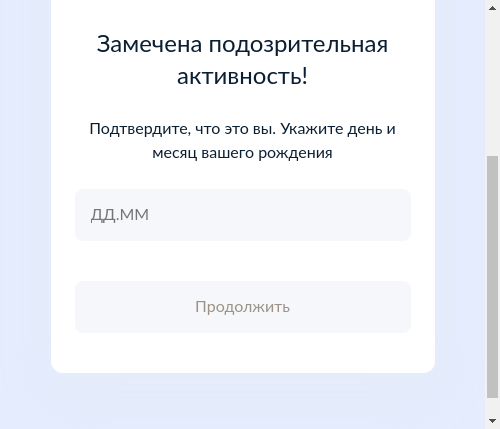 Замечена подозрительная
активность!
Подтвердите, что это вы. Укажите день и
месяц вашего рождения
ДД.ММ
Продолжить